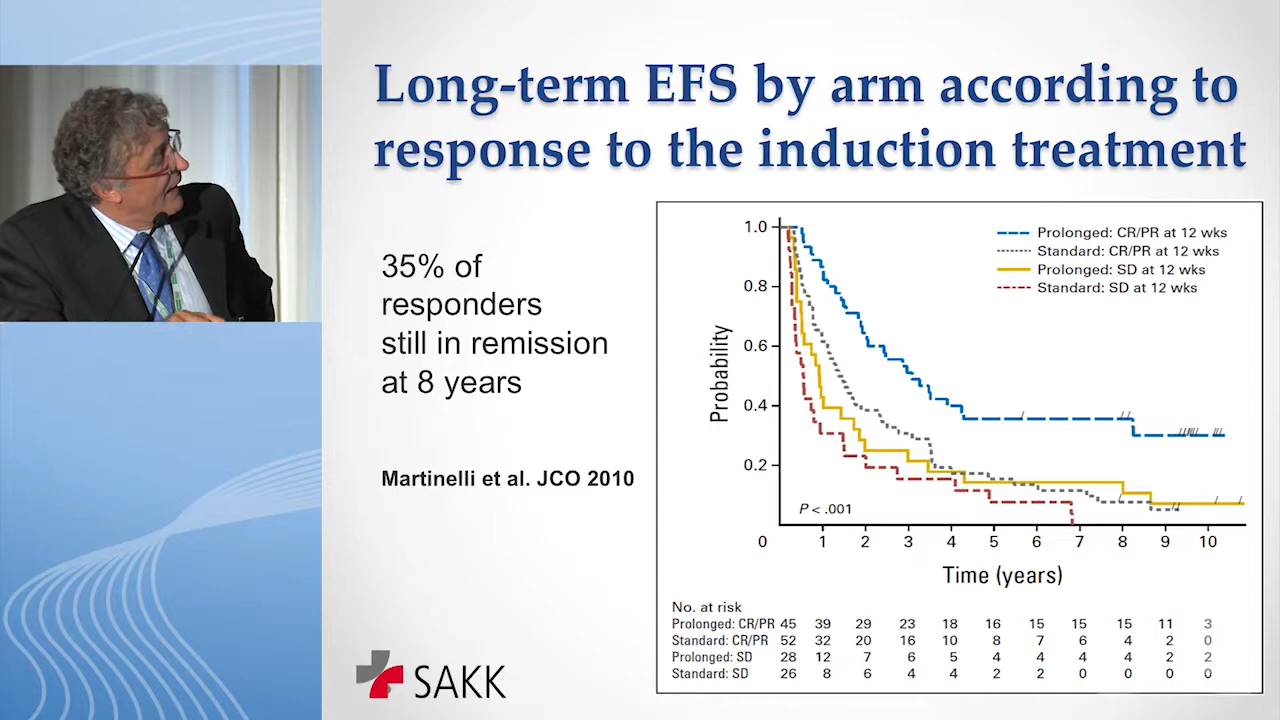 Long-term EFS by arm according to
response to the induction treatment
35% of
responders
still in remission
at 8 years
Martinelli et al. JCO 2010
SAKK
Prolonged: CR/PR at 12 wks
Standard: CR/PR at 12 wks
Prolonged: SD at 12 wks
Standard: SD at 12 wks
1.0
0.8
0.6
0.4
0.2
Probability
P < .001
0 1 2 3 4 5 6 7 8 9 10
Time (years)
No. at risk
Prolonged: CR/PR 45 39 29 23 18 16 15 15 15 11 3
Standard: CR/PR 52 32 20 16 10 8 7 6 4 2 0
Prolonged: SD 28 12 7 6 5 4 4 4 4 2 2
Standard: SD 26 8 6 4 4 2 2 0 0 0 0